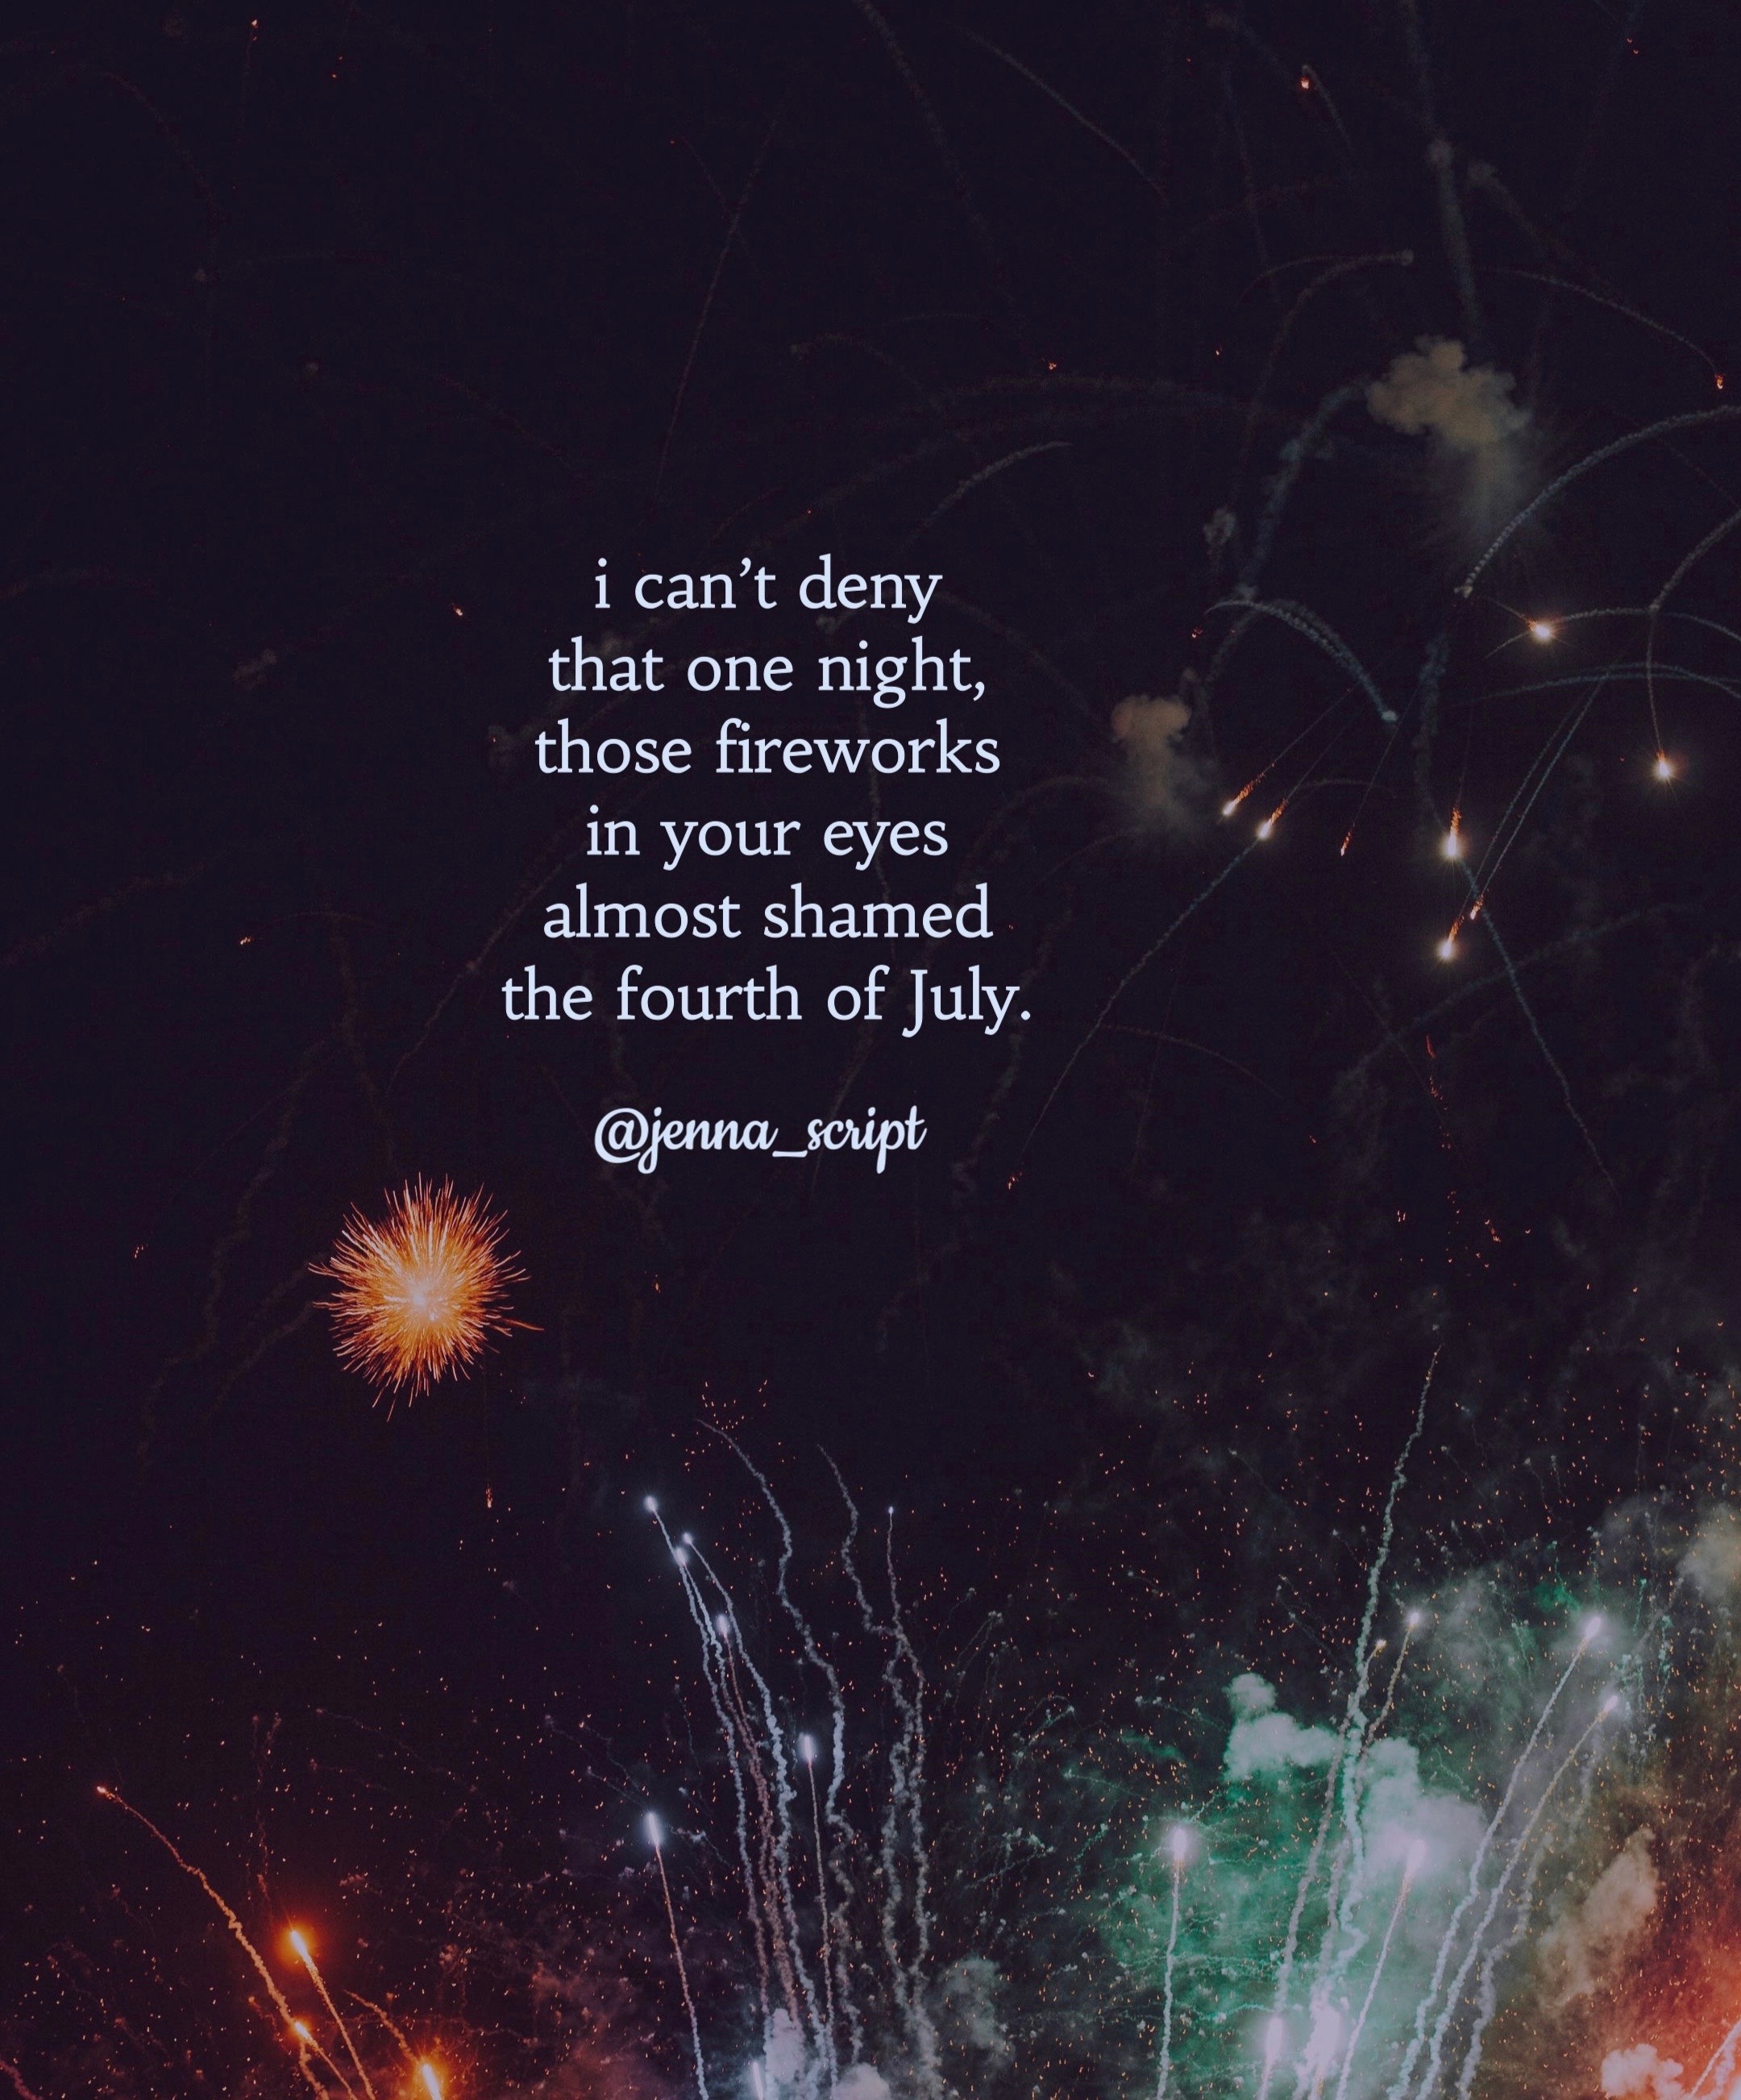 i can’t deny
that one night,
those fireworks
in your eyes
almost shamed
the fourth of July.
@jenna_script